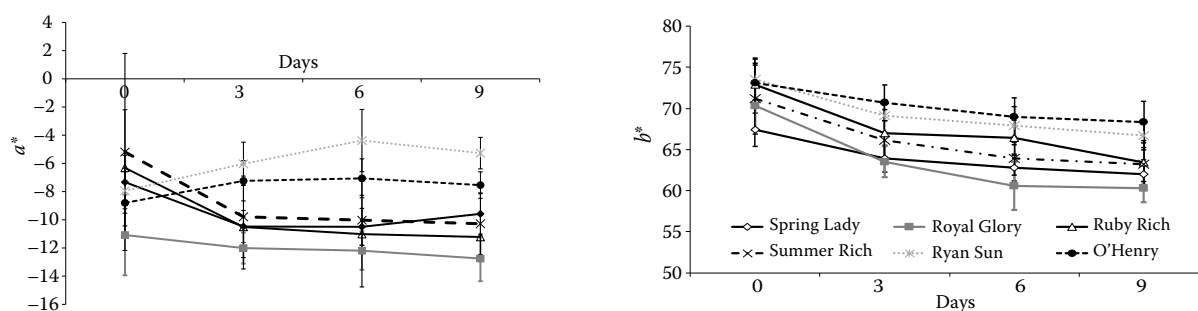 4
2
0
−2
−4
−6
−8
−10
−12
−14
−16
a*
Days
0 3 6 9
80
75
70
65
60
55
50
b*
Spring Lady Royal Glory Ruby Rich
Summer Rich Ryan Sun O'Henry
0 3 6 9
Days